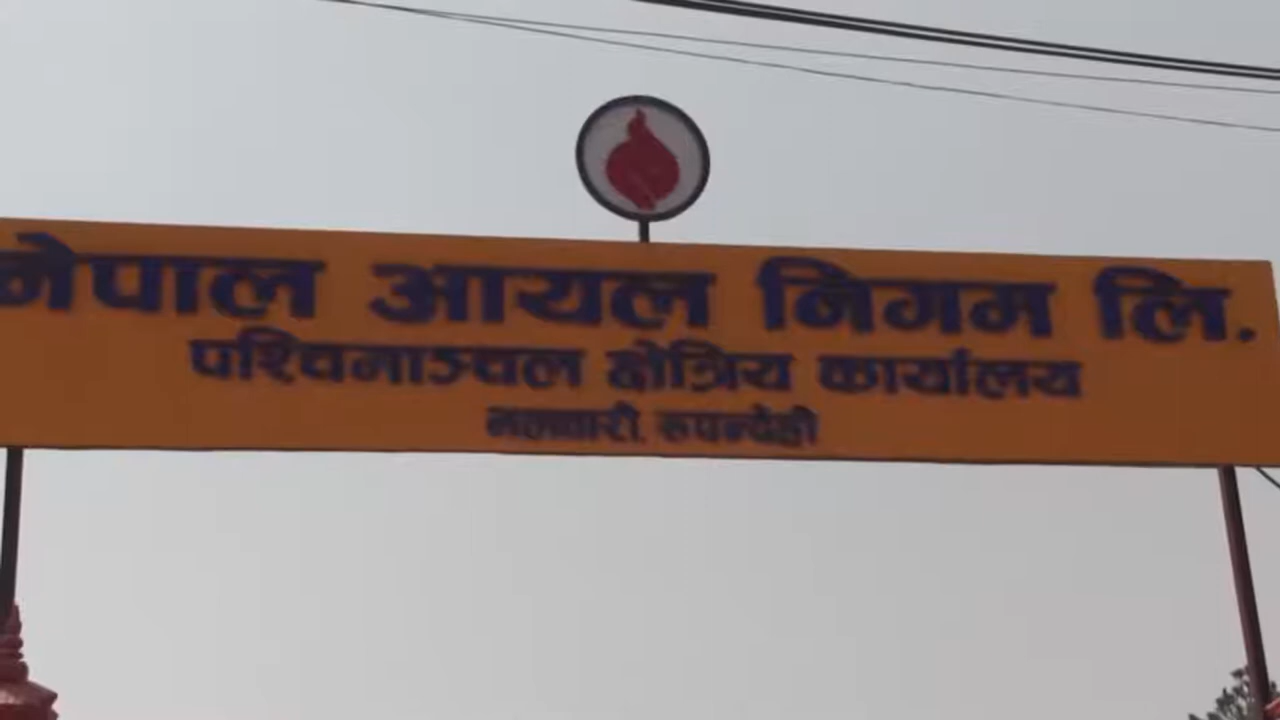 नेपाल आयल निगम लि.
पश्चिमाञ्चल क्षेत्रिय कार्यालय
भलवारी, रुपन्देही